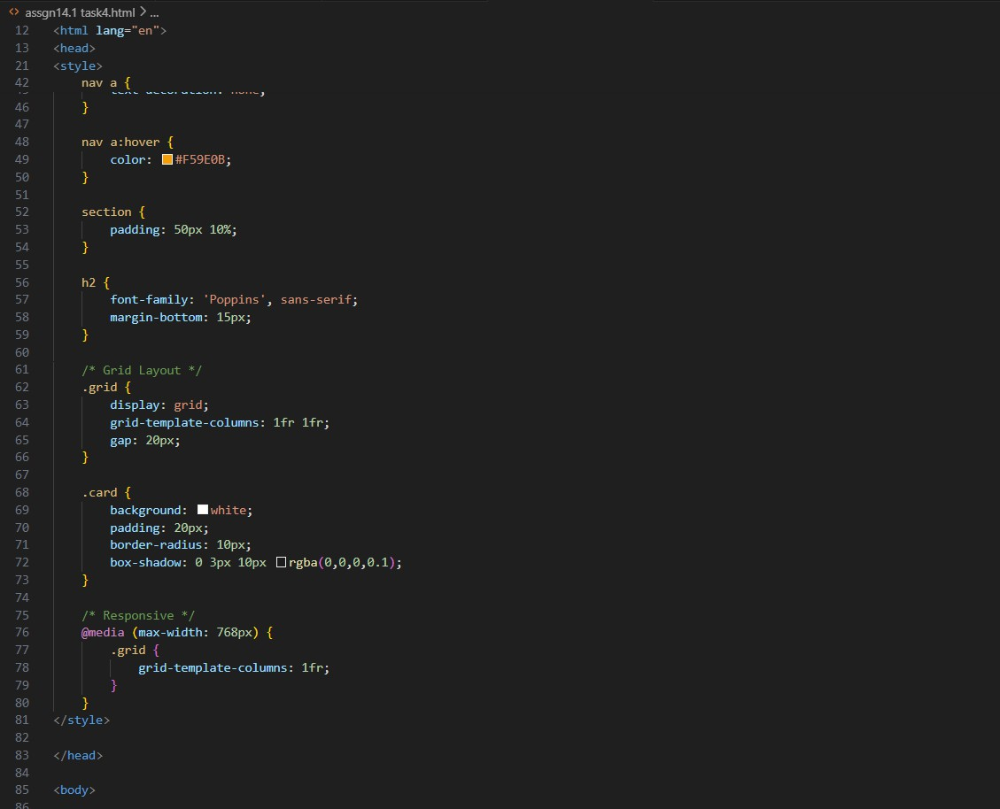 <> assgn14.1 task4.html > ...
12 <html lang="en">
13 <head>
21 <style>
42 nav a {
text-decoration: none;
46 }
47
48 nav a:hover {
49 color: #F59E0B;
50 }
51
52 section {
53 padding: 50px 10%;
54 }
55
56 h2 {
57 font-family: 'Poppins', sans-serif;
58 margin-bottom: 15px;
59 }
60
61 /* Grid Layout */
62 .grid {
63 display: grid;
64 grid-template-columns: 1fr 1fr;
65 gap: 20px;
66 }
67
68 .card {
69 background: white;
70 padding: 20px;
71 border-radius: 10px;
72 box-shadow: 0 3px 10px rgba(0,0,0,0.1);
73 }
74
75 /* Responsive */
76 @media (max-width: 768px) {
77 .grid {
78 grid-template-columns: 1fr;
79 }
80 }
81 </style>
82
83 </head>
84
85 <body>
86